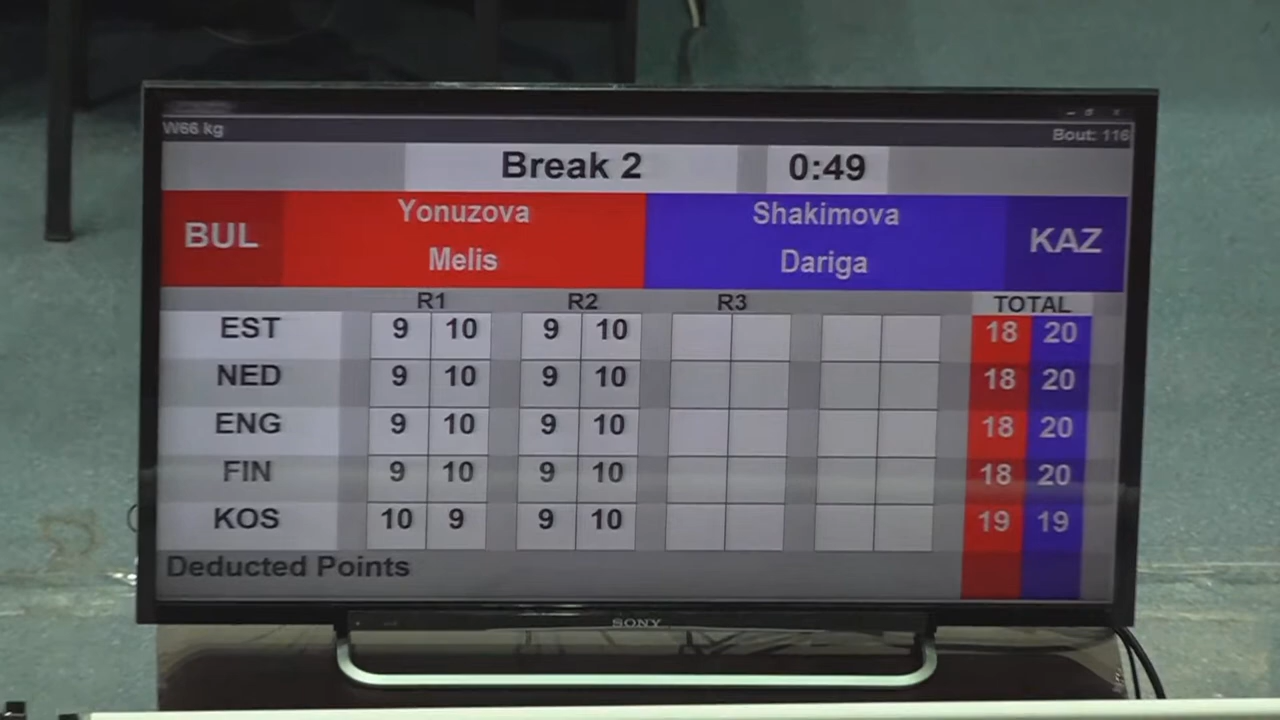 W66 kg Bout: 116
Break 2 0:49
BUL Yonuzova Melis Shakimova Dariga KAZ
R1 R2 R3 TOTAL
EST 9 10 9 10 18 20
NED 9 10 9 10 18 20
ENG 9 10 9 10 18 20
FIN 9 10 9 10 18 20
KOS 10 9 9 10 19 19
Deducted Points
SONY